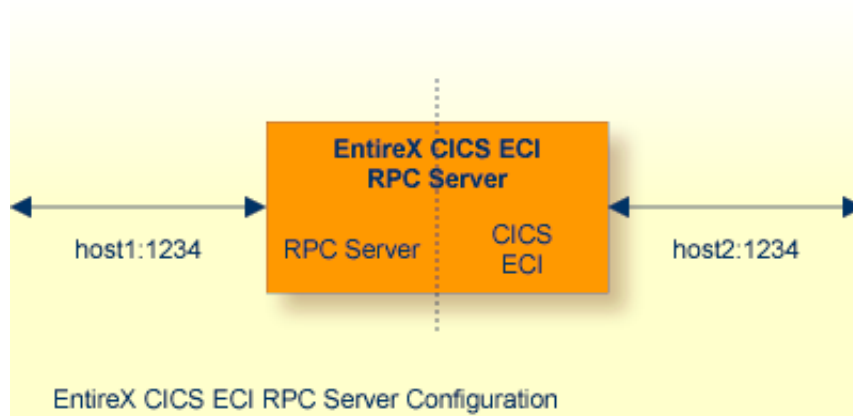 EntireX CICS ECI
RPC Server
host1:1234
RPC Server
CICS
ECI
host2:1234
EntireX CICS ECI RPC Server Configuration